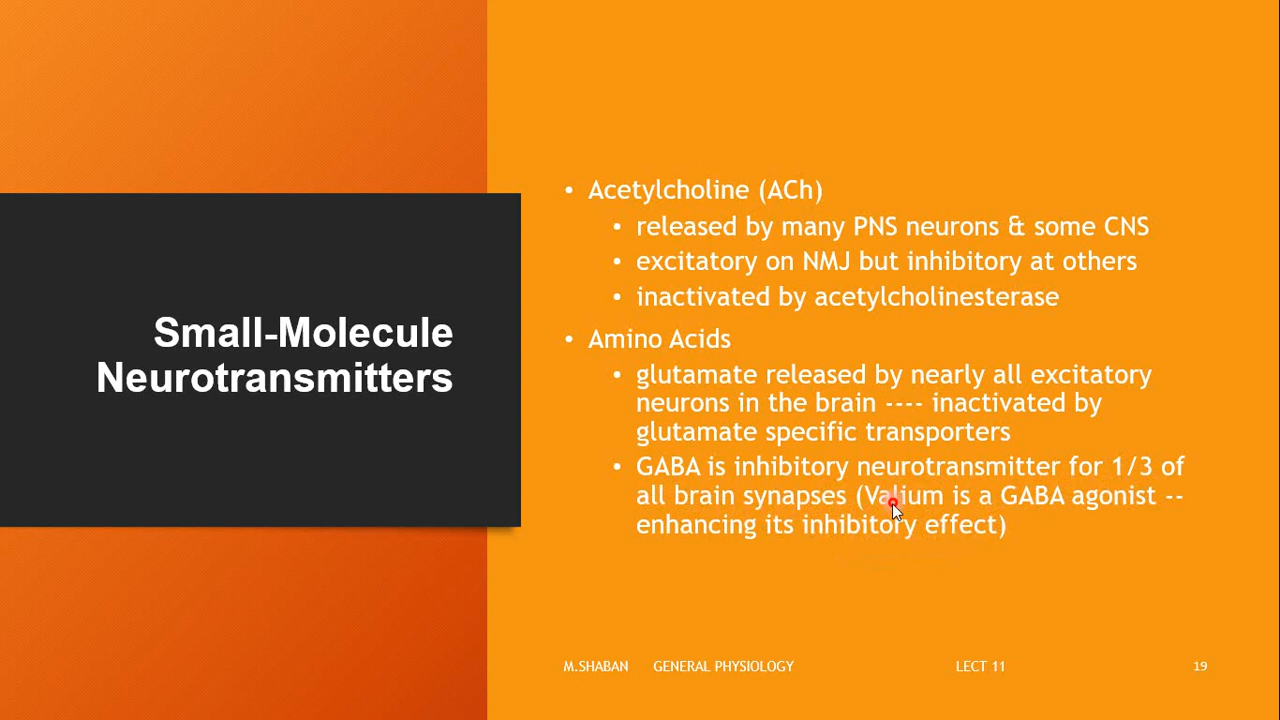 Small-Molecule
Neurotransmitters
• Acetylcholine (ACh)
• released by many PNS neurons & some CNS
• excitatory on NMJ but inhibitory at others
• inactivated by acetylcholinesterase
• Amino Acids
• glutamate released by nearly all excitatory
neurons in the brain ---- inactivated by
glutamate specific transporters
• GABA is inhibitory neurotransmitter for 1/3 of
all brain synapses (Valium is a GABA agonist --
enhancing its inhibitory effect)
M.SHABAN GENERAL PHYSIOLOGY LECT 11 19